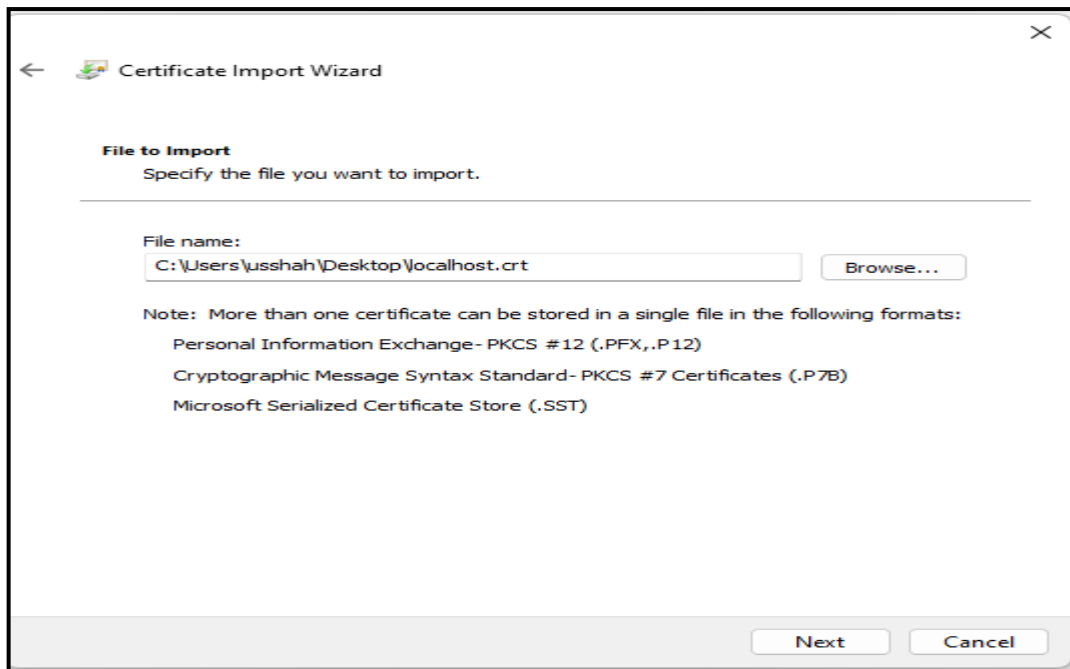 Certificate Import Wizard
File to Import
Specify the file you want to import.
File name:
C:\Users\usshah\Desktop\localhost.crt
Browse...
Note: More than one certificate can be stored in a single file in the following formats:
Personal Information Exchange- PKCS #12 (.PFX,.P12)
Cryptographic Message Syntax Standard- PKCS #7 Certificates (.P7B)
Microsoft Serialized Certificate Store (.SST)
Next
Cancel